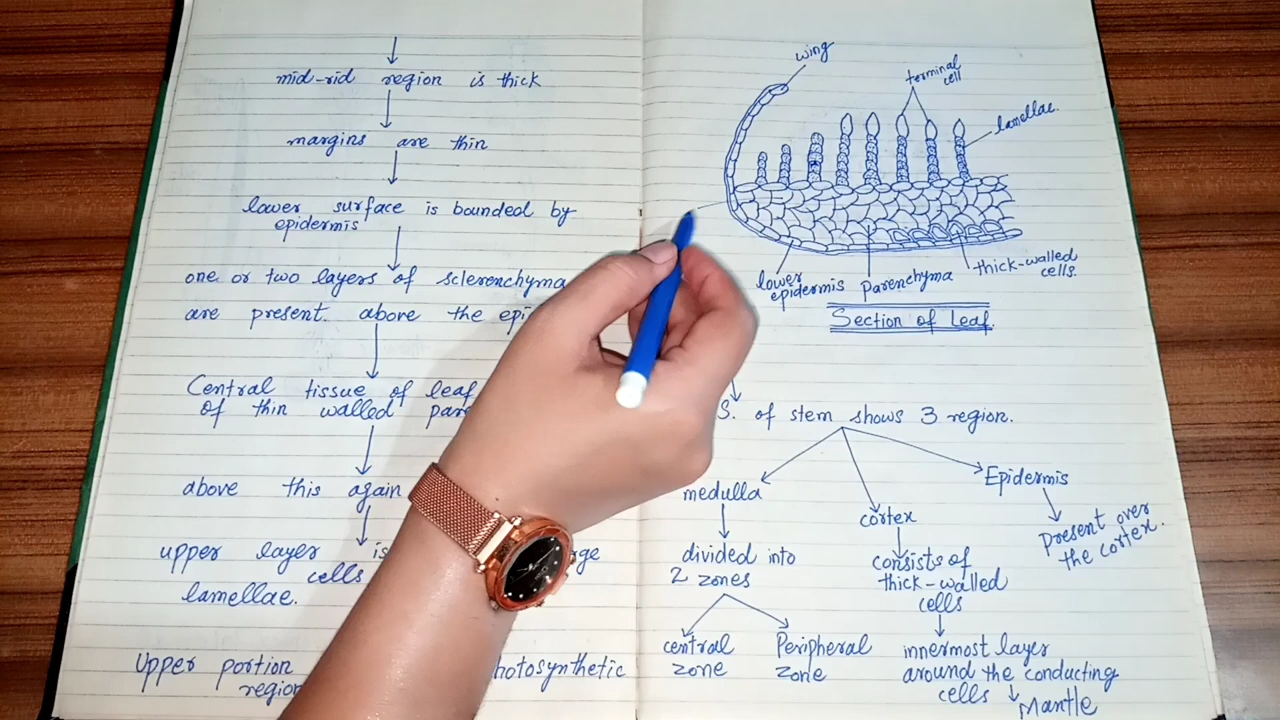 mid-rid region is thick
margins are thin
lower surface is bounded by
epidermis
one or two layers of sclerenchyma
are present above the
Central tissue of leaf
of thin walled
above this again
upper layer is
cells
lamellae.
Upper portion
region
wing
terminal
cell
lamellae.
lower
epidermis
parenchyma
thick-walled
cells.
Section of Leaf.
S. of stem shows 3 region.
medulla
cortex
Epidermis
Present over
the cortex.
divided into
2 zones
consists of
thick-walled
cells
central
zone
Peripheral
zone
innermost layer
around the conducting
cells
Mantle